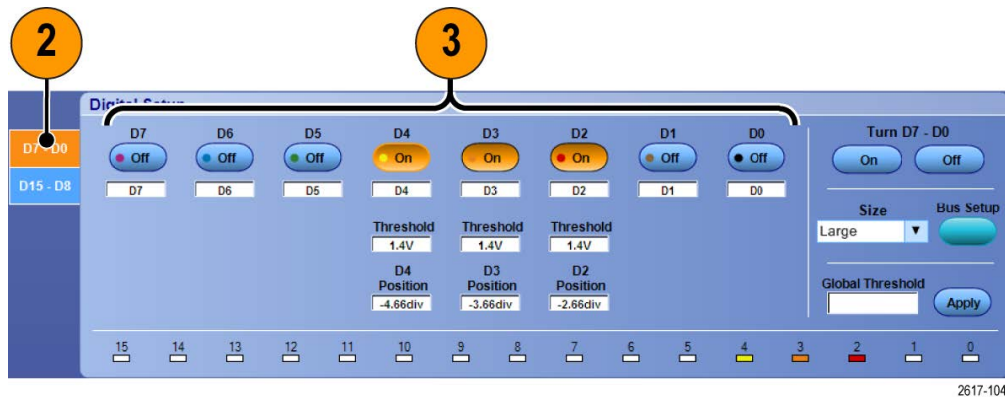 2
3
Digital Setup
D7 - D0
D15 - D8
D7 D6 D5 D4 D3 D2 D1 D0
Off Off Off On On On Off Off
D7 D6 D5 D4 D3 D2 D1 D0
Threshold Threshold Threshold
1.4V 1.4V 1.4V
D4 D3 D2
Position Position Position
-4.66div -3.66div -2.66div
Turn D7 - D0
On Off
Size Bus Setup
Large
Global Threshold
Apply
15 14 13 12 11 10 9 8 7 6 5 4 3 2 1 0
2617-104